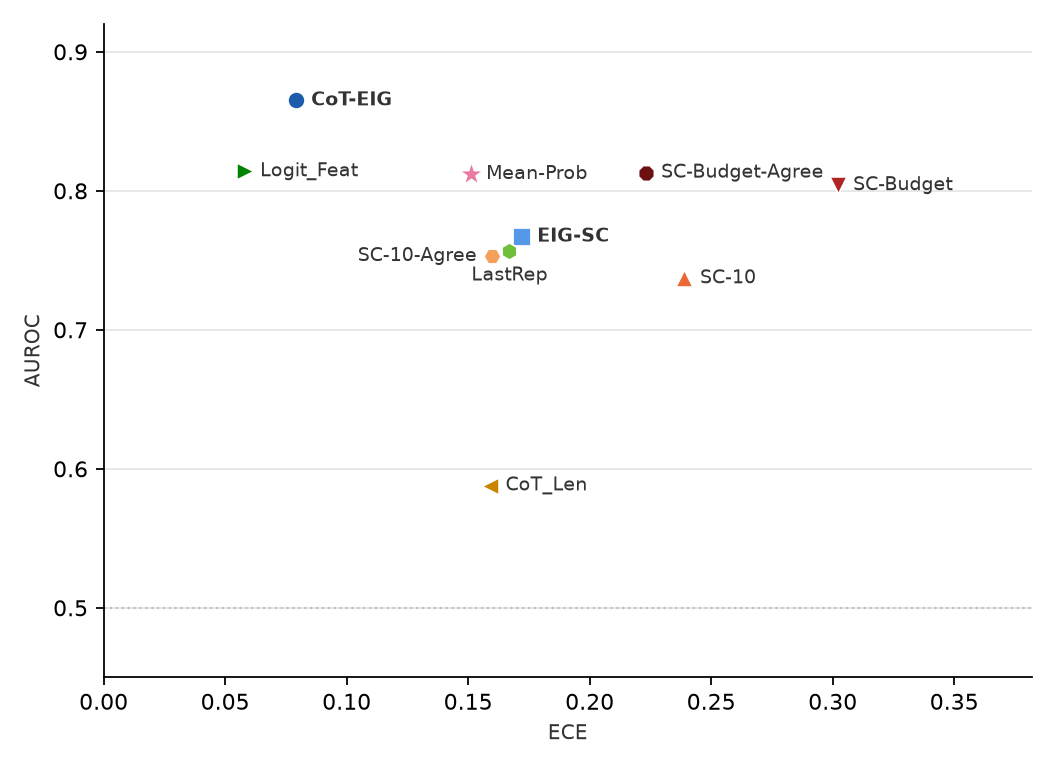 0.9
CoT-EIG
Logit_Feat
Mean-Prob
SC-Budget-Agree
SC-Budget
0.8
EIG-SC
SC-10-Agree
LastRep
SC-10
0.7
AUROC
0.6
CoT_Len
0.5
0.00 0.05 0.10 0.15 0.20 0.25 0.30 0.35
ECE